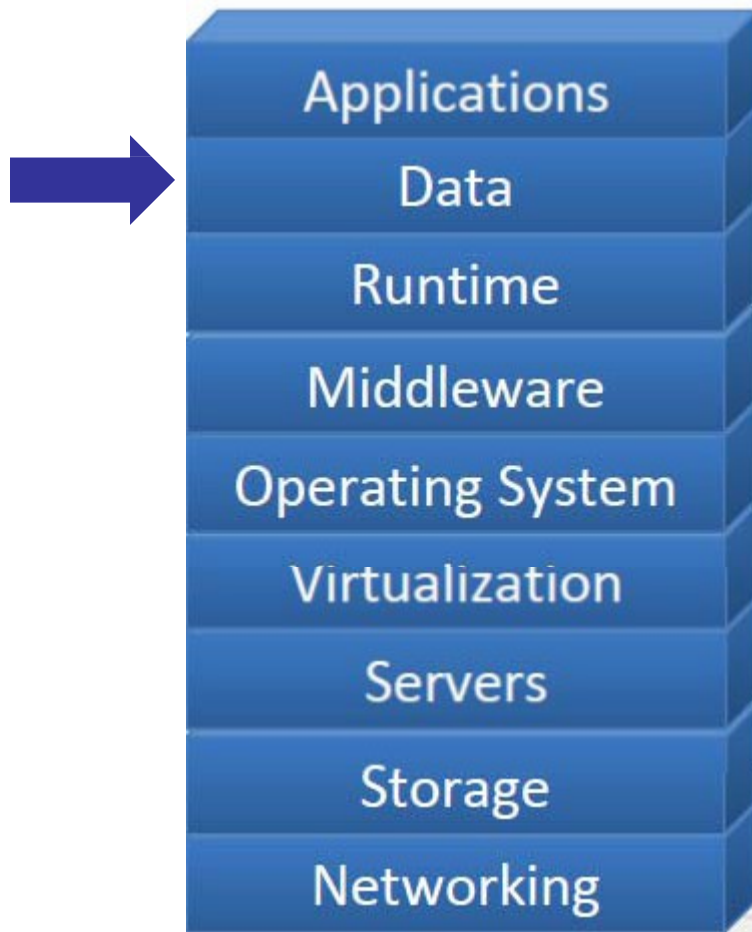 Applications
Data
Runtime
Middleware
Operating System
Virtualization
Servers
Storage
Networking